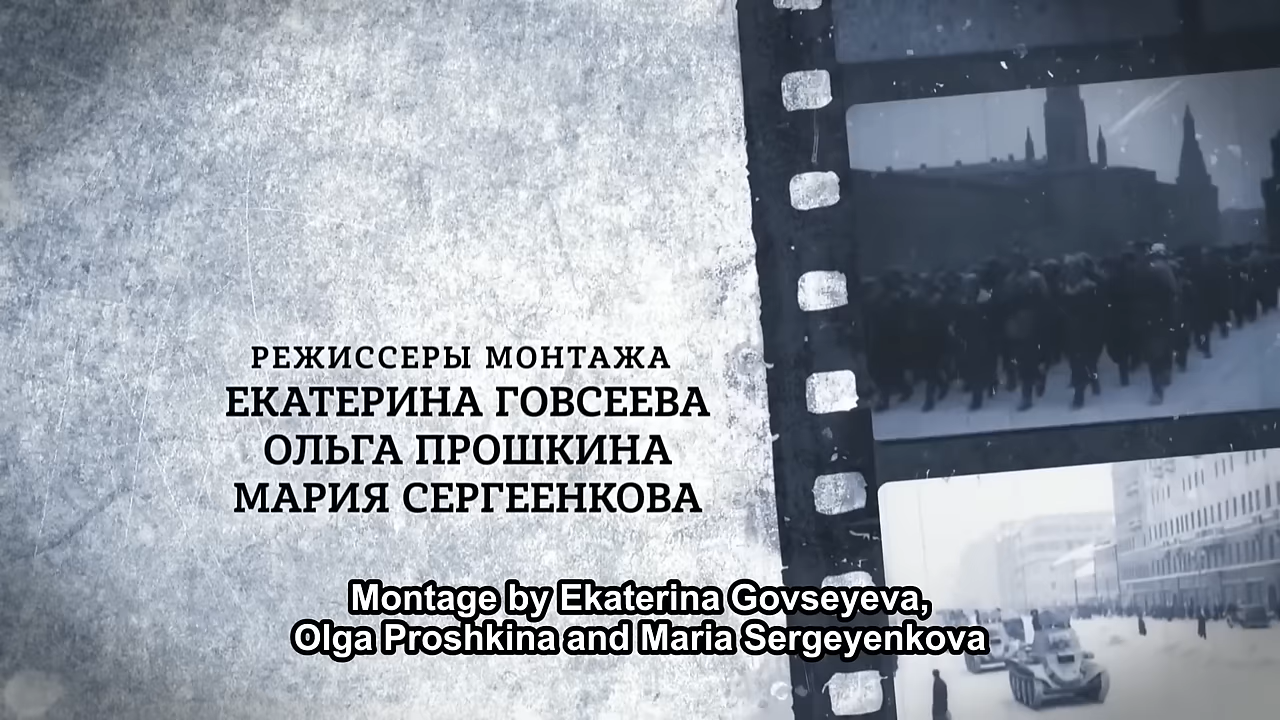 РЕЖИССЕРЫ МОНТАЖА
ЕКАТЕРИНА ГОВСЕЕВА
ОЛЬГА ПРОШКИНА
МАРИЯ СЕРГЕЕНКОВА
Montage by Ekaterina Govseyeva,
Olga Proshkina and Maria Sergeyenkova